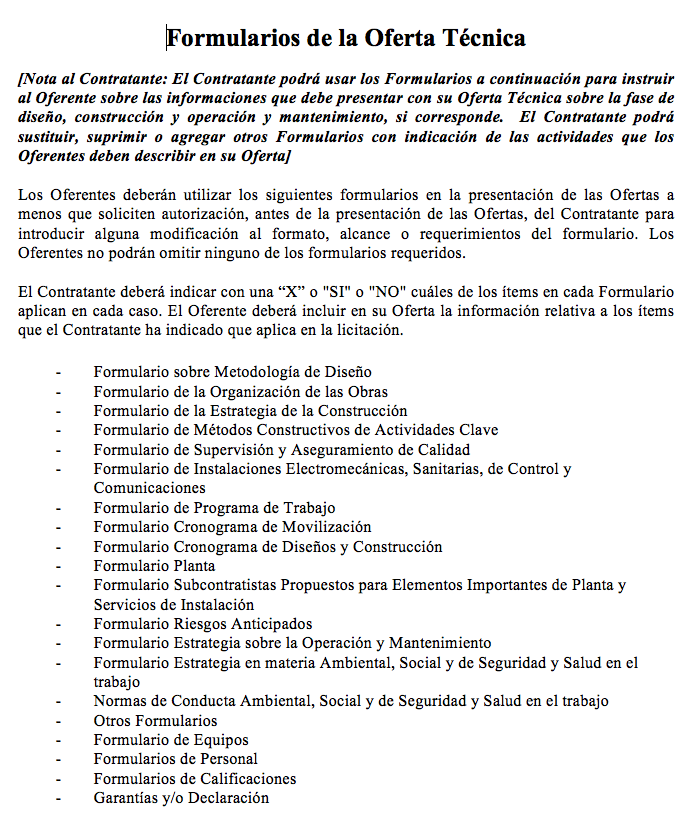 Formularios de la Oferta Técnica
[Nota al Contratante: El Contratante podrá usar los Formularios a continuación para instruir
al Oferente sobre las informaciones que debe presentar con su Oferta Técnica sobre la fase de
diseño, construcción y operación y mantenimiento, si corresponde.  El Contratante podrá
sustituir, suprimir o agregar otros Formularios con indicación de las actividades que los
Oferentes deben describir en su Oferta]
Los Oferentes deberán utilizar los siguientes formularios en la presentación de las Ofertas a
menos que soliciten autorización, antes de la presentación de las Ofertas, del Contratante para
introducir alguna modificación al formato, alcance o requerimientos del formulario. Los
Oferentes no podrán omitir ninguno de los formularios requeridos.
El Contratante deberá indicar con una “X” o "SI" o "NO" cuáles de los ítems en cada Formulario
aplican en cada caso. El Oferente deberá incluir en su Oferta la información relativa a los ítems
que el Contratante ha indicado que aplica en la licitación.
- Formulario sobre Metodología de Diseño
- Formulario de la Organización de las Obras
- Formulario de la Estrategia de la Construcción
- Formulario de Métodos Constructivos de Actividades Clave
- Formulario de Supervisión y Aseguramiento de Calidad
- Formulario de Instalaciones Electromecánicas, Sanitarias, de Control y
Comunicaciones
- Formulario de Programa de Trabajo
- Formulario Cronograma de Movilización
- Formulario Cronograma de Diseños y Construcción
- Formulario Planta
- Formulario Subcontratistas Propuestos para Elementos Importantes de Planta y
Servicios de Instalación
- Formulario Riesgos Anticipados
- Formulario Estrategia sobre la Operación y Mantenimiento
- Formulario Estrategia en materia Ambiental, Social y de Seguridad y Salud en el
trabajo
- Normas de Conducta Ambiental, Social y de Seguridad y Salud en el trabajo
- Otros Formularios
- Formulario de Equipos
- Formularios de Personal
- Formularios de Calificaciones
- Garantías y/o Declaración